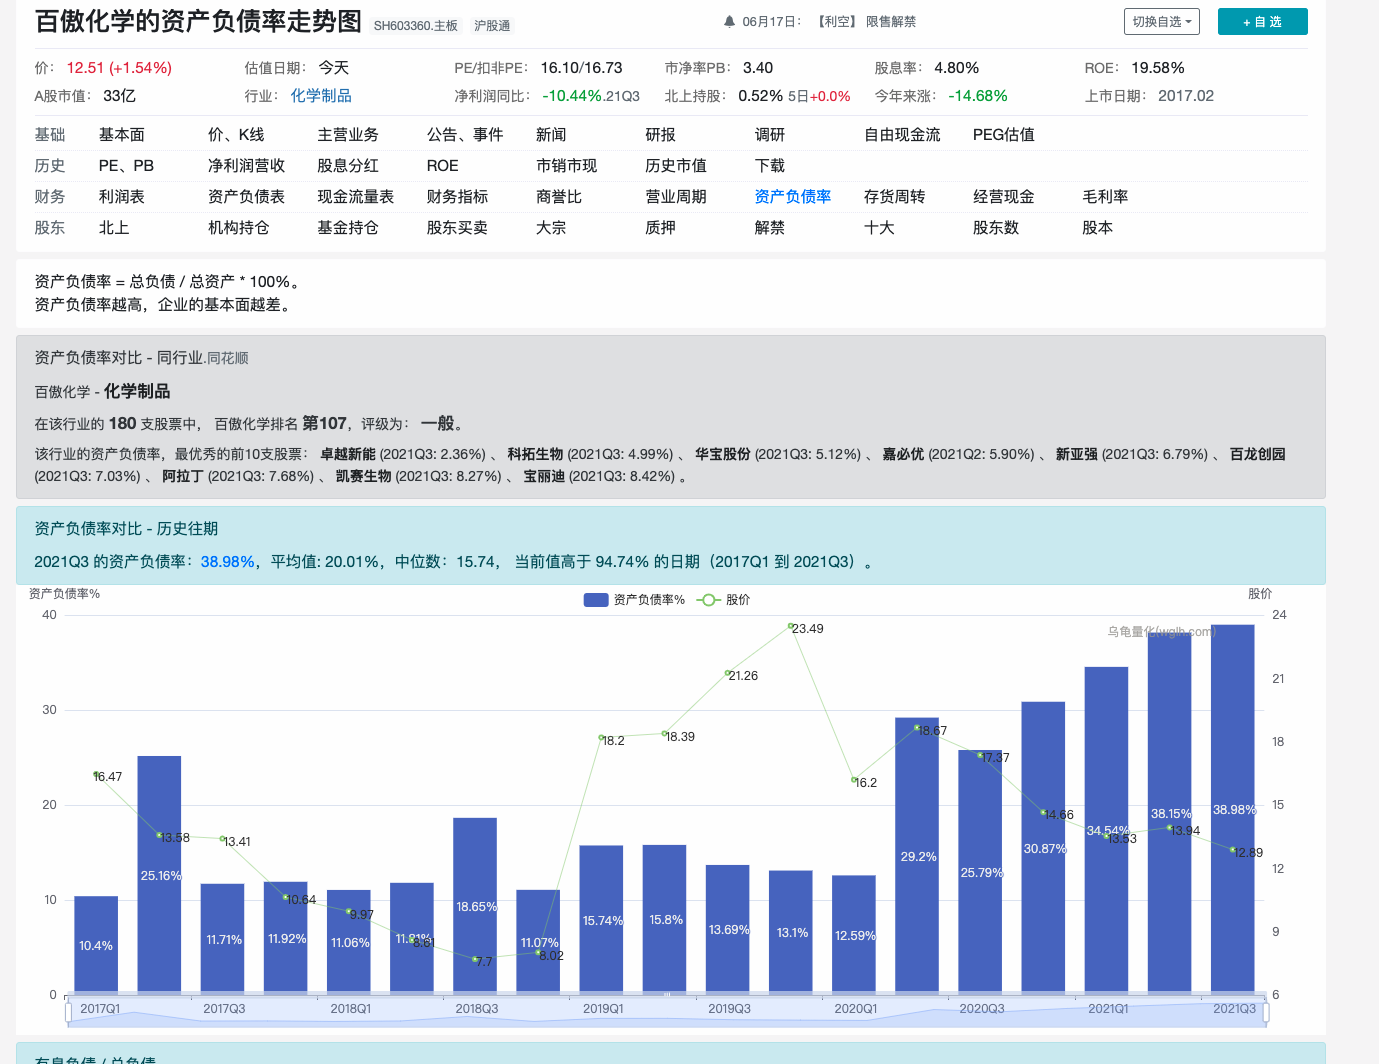 百傲化学的资产负债率走势图 SH603360.主板 沪股通 06月17日： 【利空】 限售解禁 切换自选 + 自 选
价： 12.51 (+1.54%) 估值日期： 今天 PE/扣非PE： 16.10/16.73 市净率PB： 3.40 股息率： 4.80% ROE： 19.58%
A股市值： 33亿 行业： 化学制品 净利润同比： -10.44%.21Q3 北上持股： 0.52% 5日+0.0% 今年来涨： -14.68% 上市日期： 2017.02
基础 基本面 价、K线 主营业务 公告、事件 新闻 研报 调研 自由现金流 PEG估值
历史 PE、PB 净利润营收 股息分红 ROE 市销市现 历史市值 下载
财务 利润表 资产负债表 现金流量表 财务指标 商誉比 营业周期 资产负债率 存货周转 经营现金 毛利率
股东 北上 机构持仓 基金持仓 股东买卖 大宗 质押 解禁 十大 股东数 股本
资产负债率 = 总负债 / 总资产 * 100%。
资产负债率越高，企业的基本面越差。
资产负债率对比 - 同行业.同花顺
百傲化学 - 化学制品
在该行业的 180 支股票中， 百傲化学排名 第107，评级为： 一般。
该行业的资产负债率，最优秀的前10支股票： 卓越新能 (2021Q3: 2.36%) 、 科拓生物 (2021Q3: 4.99%) 、 华宝股份 (2021Q3: 5.12%) 、 嘉必优 (2021Q2: 5.90%) 、 新亚强 (2021Q3: 6.79%) 、 百龙创园
(2021Q3: 7.03%) 、 阿拉丁 (2021Q3: 7.68%) 、 凯赛生物 (2021Q3: 8.27%) 、 宝丽迪 (2021Q3: 8.42%) 。
资产负债率对比 - 历史往期
2021Q3 的资产负债率：38.98%，平均值: 20.01%，中位数：15.74， 当前值高于 94.74% 的日期（2017Q1 到 2021Q3）。
资产负债率% 资产负债率% 股价 股价
40 24
23.49
乌龟量化(wglh.com)
21.26 21
30
18.2 18.39 18.67 18
17.37
16.47 16.2
20 15
14.66 38.15% 38.98%
13.58 13.41 34.54% 13.53 13.94
30.87% 12.89
29.2%
25.16% 25.79% 12
10 10.64 18.65%
9.97 15.74% 15.8%
13.69% 13.1% 12.59% 9
10.4% 11.71% 11.92% 11.06% 11.81% 8.81 11.07%
7.7 8.02
0 6
2017Q1 2017Q3 2018Q1 2018Q3 2019Q1 2019Q3 2020Q1 2020Q3 2021Q1 2021Q3
有息负债 / 总负债